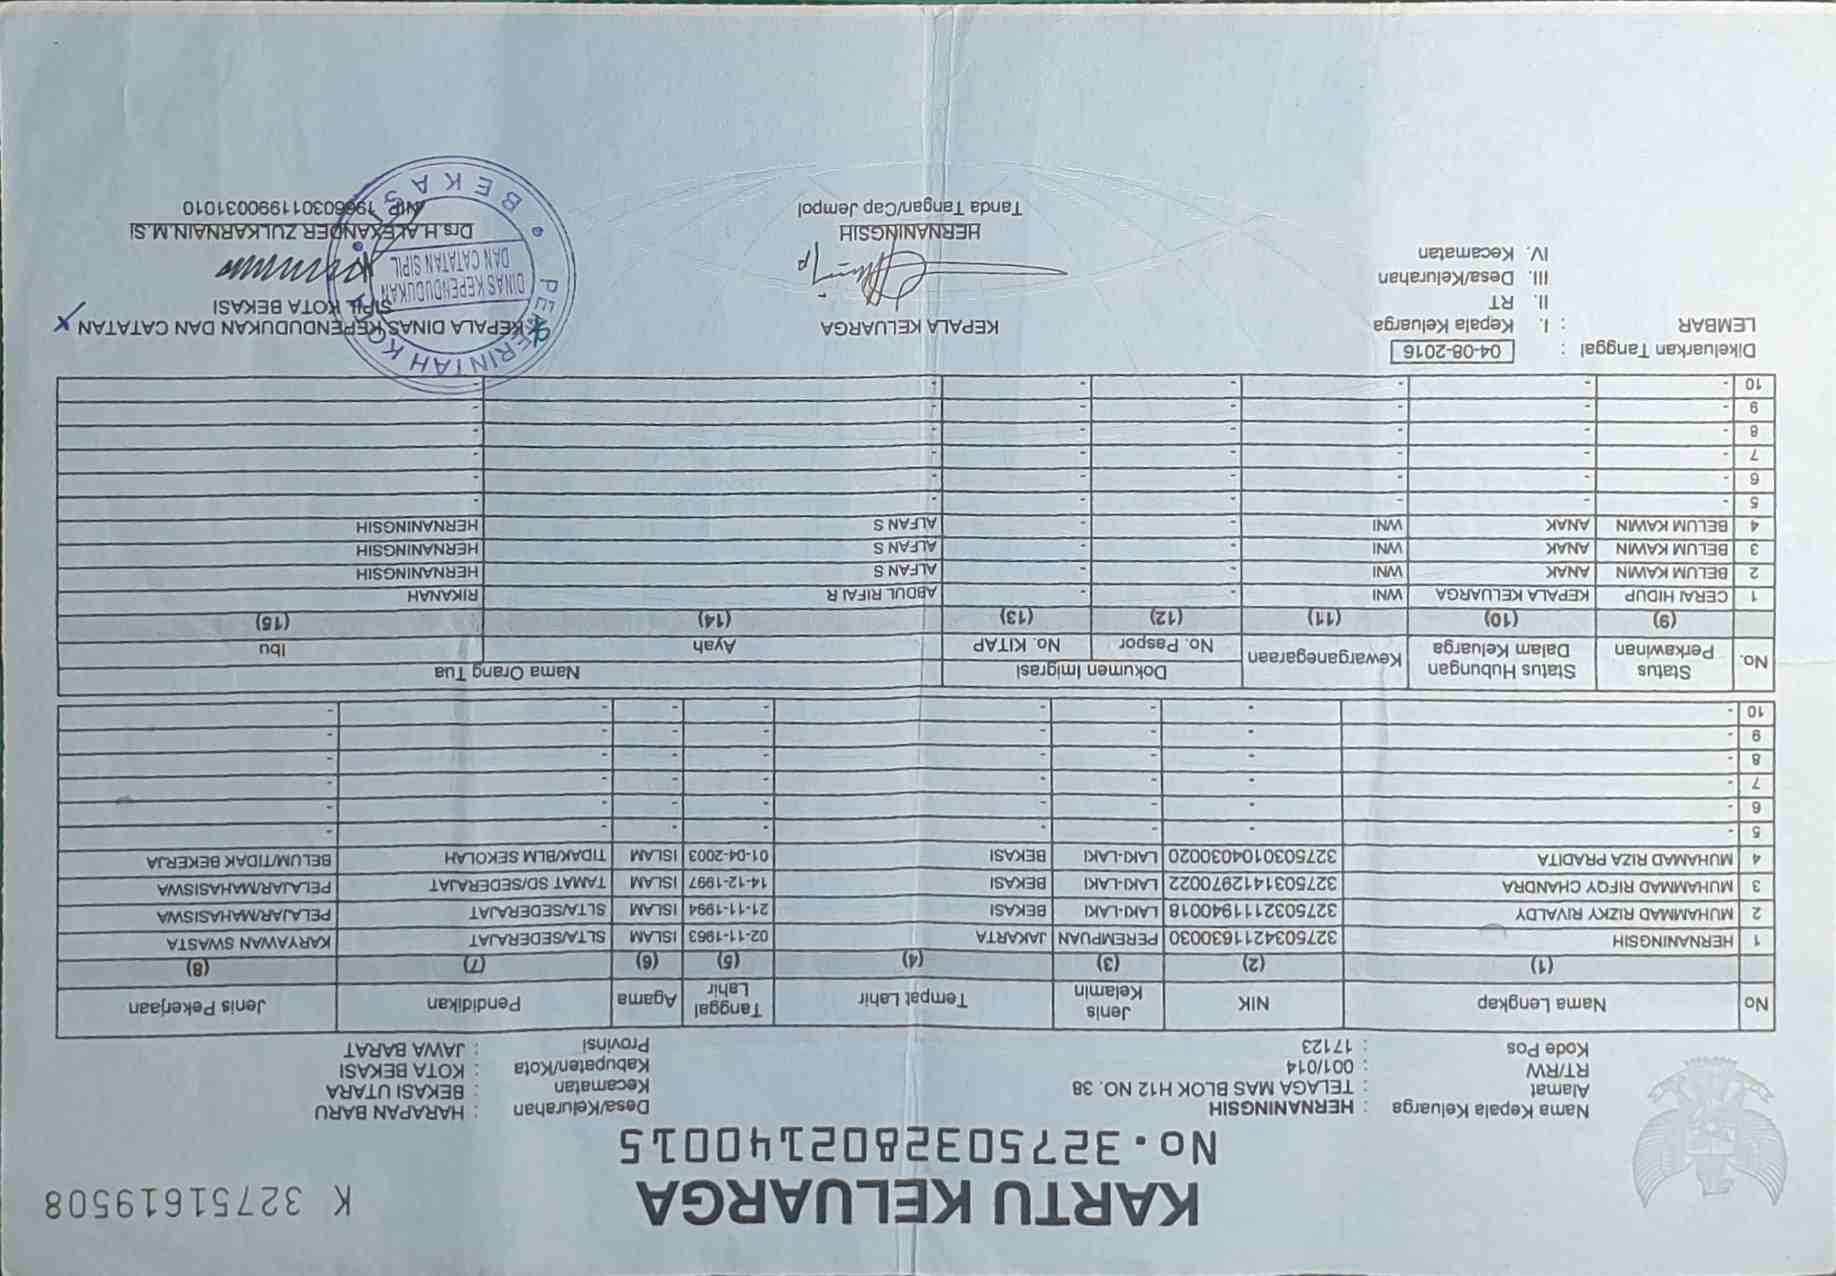 K 32751619508
KARTU KELUARGA
No. 3275032802140015
Nama Kepala Keluarga : HERNANINGSIH
Alamat : TELAGA MAS BLOK H12 NO. 38
RT/RW : 001/014
Kode Pos : 17123
Desa/Kelurahan : HARAPAN BARU
Kecamatan : BEKASI UTARA
Kabupaten/Kota : KOTA BEKASI
Provinsi : JAWA BARAT
No Nama Lengkap NIK Jenis Kelamin Tempat Lahir Tanggal Lahir Agama Pendidikan Jenis Pekerjaan
(1) (2) (3) (4) (5) (6) (7) (8)
1 HERNANINGSIH 3275034211630030 PEREMPUAN JAKARTA 02-11-1963 ISLAM SLTA/SEDERAJAT KARYAWAN SWASTA
2 MUHAMMAD RIZKY RIVALDY 3275032111940018 LAKI-LAKI BEKASI 21-11-1994 ISLAM SLTA/SEDERAJAT PELAJAR/MAHASISWA
3 MUHAMMAD RIFQY CHANDRA 3275031412970022 LAKI-LAKI BEKASI 14-12-1997 ISLAM TAMAT SD/SEDERAJAT PELAJAR/MAHASISWA
4 MUHAMAD RIZA PRADITA 3275030104030020 LAKI-LAKI BEKASI 01-04-2003 ISLAM TIDAK/BLM SEKOLAH BELUM/TIDAK BEKERJA
5 - - - - - - - -
6 - - - - - - - -
7 - - - - - - - -
8 - - - - - - - -
9 - - - - - - - -
10 - - - - - - - -
No. Status Perkawinan Status Hubungan Dalam Keluarga Kewarganegaraan Dokumen Imigrasi Nama Orang Tua
No. Paspor No. KITAP Ayah Ibu
(9) (10) (11) (12) (13) (14) (15)
1 CERAI HIDUP KEPALA KELUARGA WNI - - ABDUL RIFAI R RIKANAH
2 BELUM KAWIN ANAK WNI - - ALFAN S HERNANINGSIH
3 BELUM KAWIN ANAK WNI - - ALFAN S HERNANINGSIH
4 BELUM KAWIN ANAK WNI - - ALFAN S HERNANINGSIH
5 - - - - - - -
6 - - - - - - -
7 - - - - - - -
8 - - - - - - -
9 - - - - - - -
10 - - - - - - -
Dikeluarkan Tanggal : 04-08-2016
LEMBAR : I. Kepala Keluarga
II. RT
III. Desa/Kelurahan
IV. Kecamatan
KEPALA KELUARGA
HERNANINGSIH
Tanda Tangan/Cap Jempol
KEPALA DINAS KEPENDUDUKAN DAN CATATAN
SIPIL KOTA BEKASI
DINAS KEPENDUDUKAN
DAN CATATAN SIPIL
BEKASI
Drs.H.ALEXANDER ZULKARNAIN.M.Si
NIP. 196603011990031010